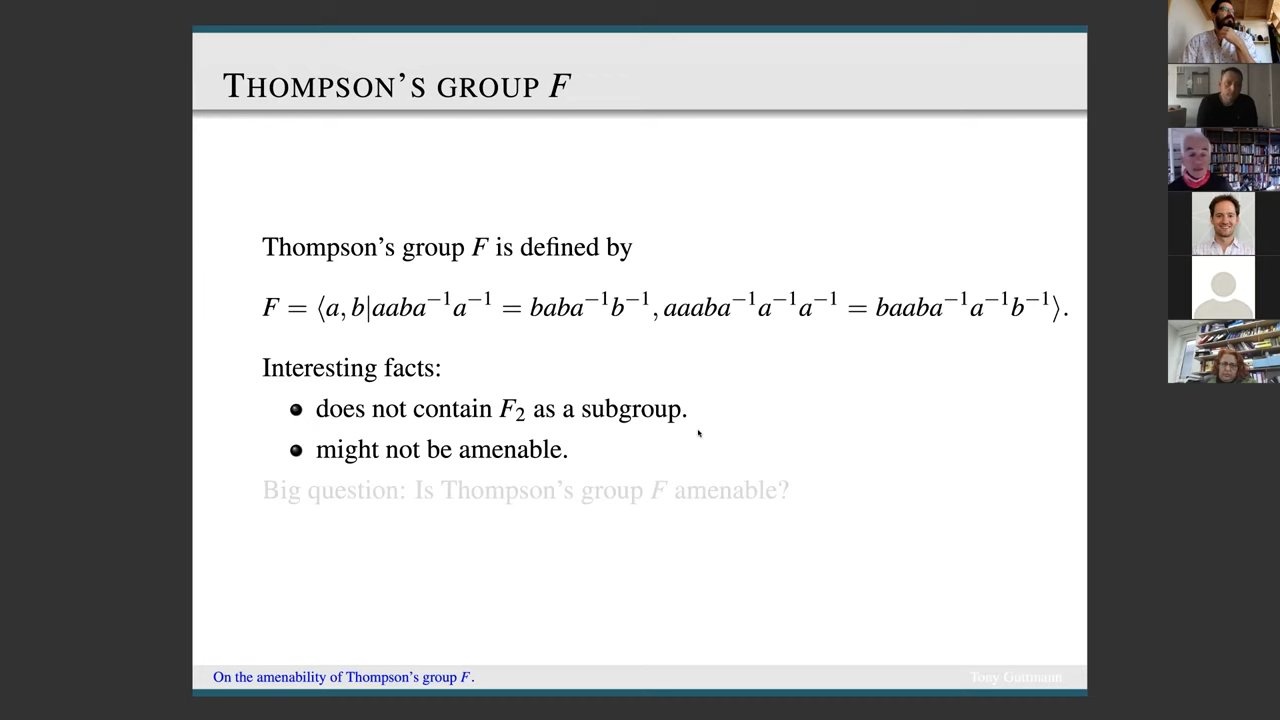 THOMPSON'S GROUP F
Thompson's group F is defined by
F = ⟨a, b|aaba⁻¹a⁻¹ = baba⁻¹b⁻¹, aaaba⁻¹a⁻¹a⁻¹ = baaba⁻¹a⁻¹b⁻¹⟩.
Interesting facts:
● does not contain F₂ as a subgroup.
● might not be amenable.
Big question: Is Thompson's group F amenable?
On the amenability of Thompson's group F.
Tony Guttmann